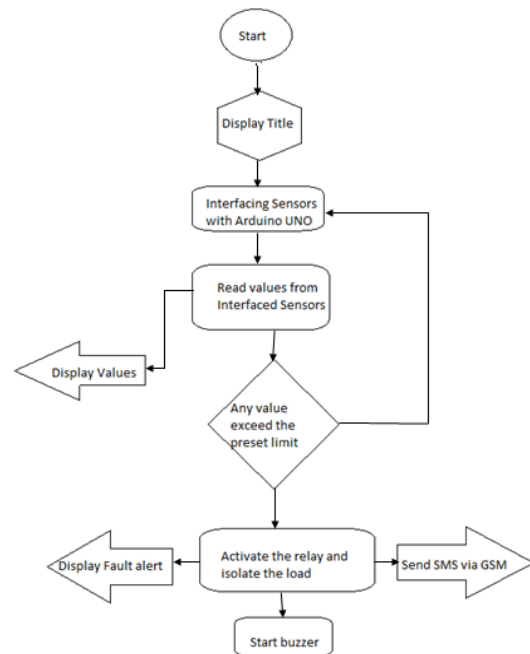 Start
Display Title
Interfacing Sensors
with Arduino UNO
Read values from
Interfaced Sensors
Display Values
Any value
exceed the
preset limit
Display Fault alert
Activate the relay and
isolate the load
Send SMS via GSM
Start buzzer